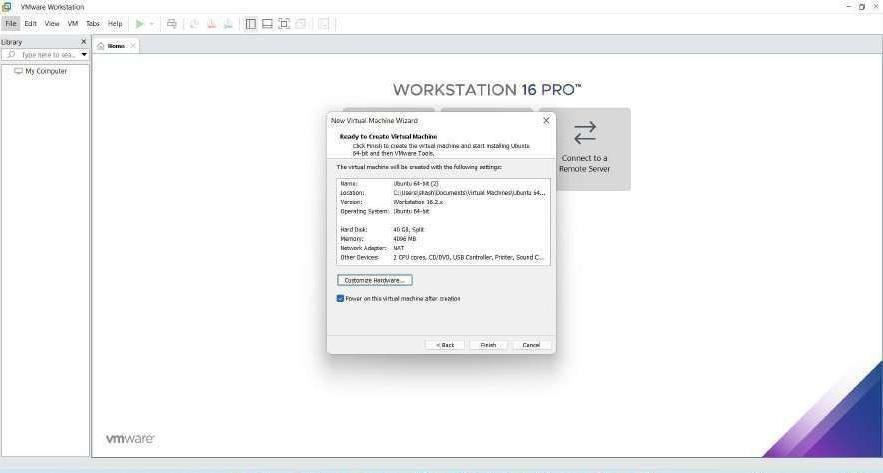 VMware Workstation
File Edit View VM Tabs Help
Library
Type here to sea...
Home
My Computer
WORKSTATION 16 PRO™
New Virtual Machine Wizard
Ready to Create Virtual Machine
Click Finish to create the virtual machine and start installing Ubuntu
64-bit and then VMware Tools.
The virtual machine will be created with the following settings:
Name: Ubuntu 64-bit (2)
Location: C:\Users\shash\Documents\Virtual Machines\Ubuntu 64...
Version: Workstation 16.2.x
Operating System: Ubuntu 64-bit
Hard Disk: 40 GB, Split
Memory: 4096 MB
Network Adapter: NAT
Other Devices: 2 CPU cores, CD/DVD, USB Controller, Printer, Sound C...
Customize Hardware...
Power on this virtual machine after creation
< Back Finish Cancel
Connect to a
Remote Server
vmware